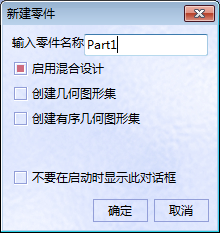 新建零件
输入零件名称 Part1
启用混合设计
创建几何图形集
创建有序几何图形集
不要在启动时显示此对话框
确定 取消